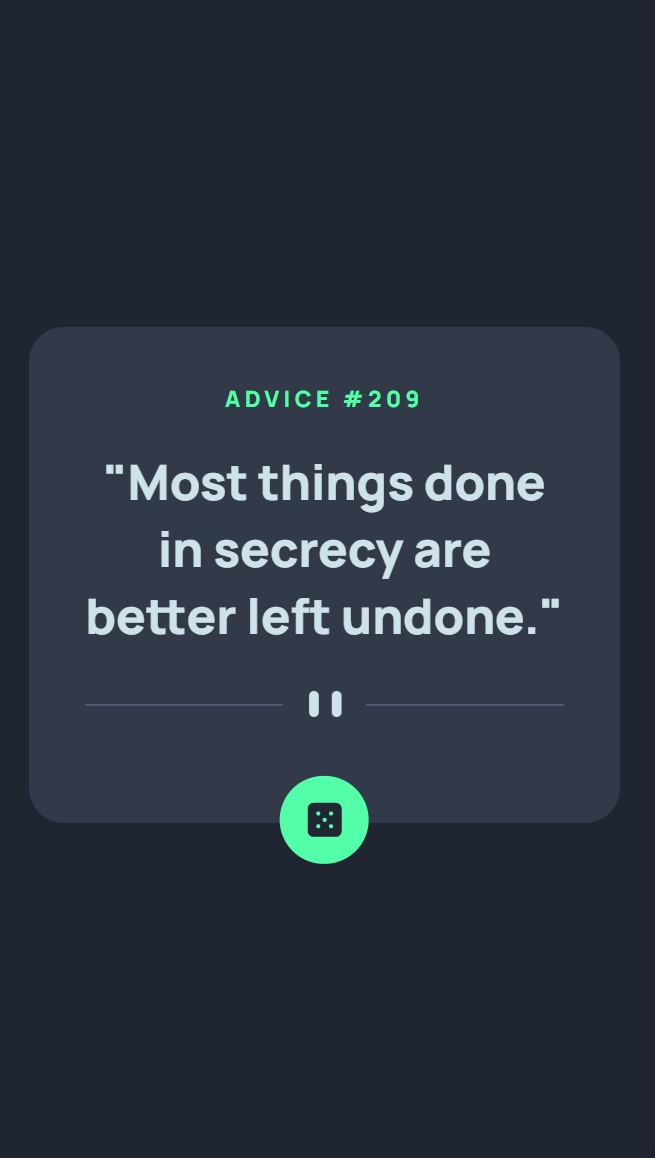 ADVICE #209
"Most things done
in secrecy are
better left undone."